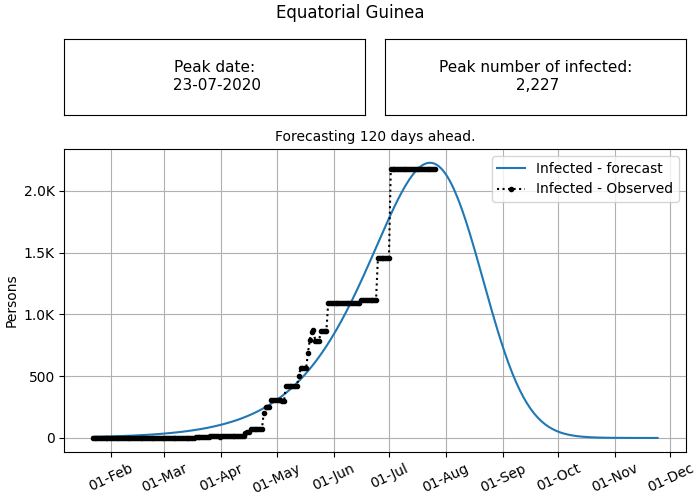 Equatorial Guinea
Peak date:
23-07-2020
Peak number of infected:
2,227
Forecasting 120 days ahead.
Infected - forecast
Infected - Observed
Persons
2.0K
1.5K
1.0K
500
0
01-Feb
01-Mar
01-Apr
01-May
01-Jun
01-Jul
01-Aug
01-Sep
01-Oct
01-Nov
01-Dec